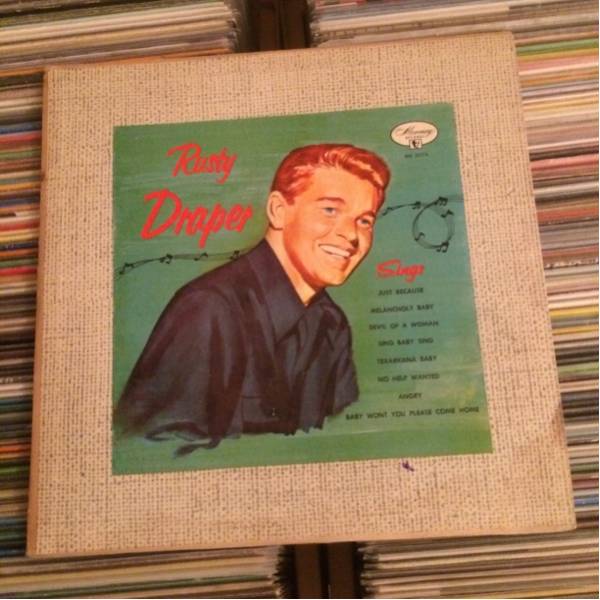 Rusty
Draper
Mercury
Sings
JUST BECAUSE
MELANCHOLY BABY
DEVIL OF A WOMAN
SING BABY SING
TEXARKANA BABY
NO HELP WANTED
ANGRY
BABY WONT YOU PLEASE COME HOME